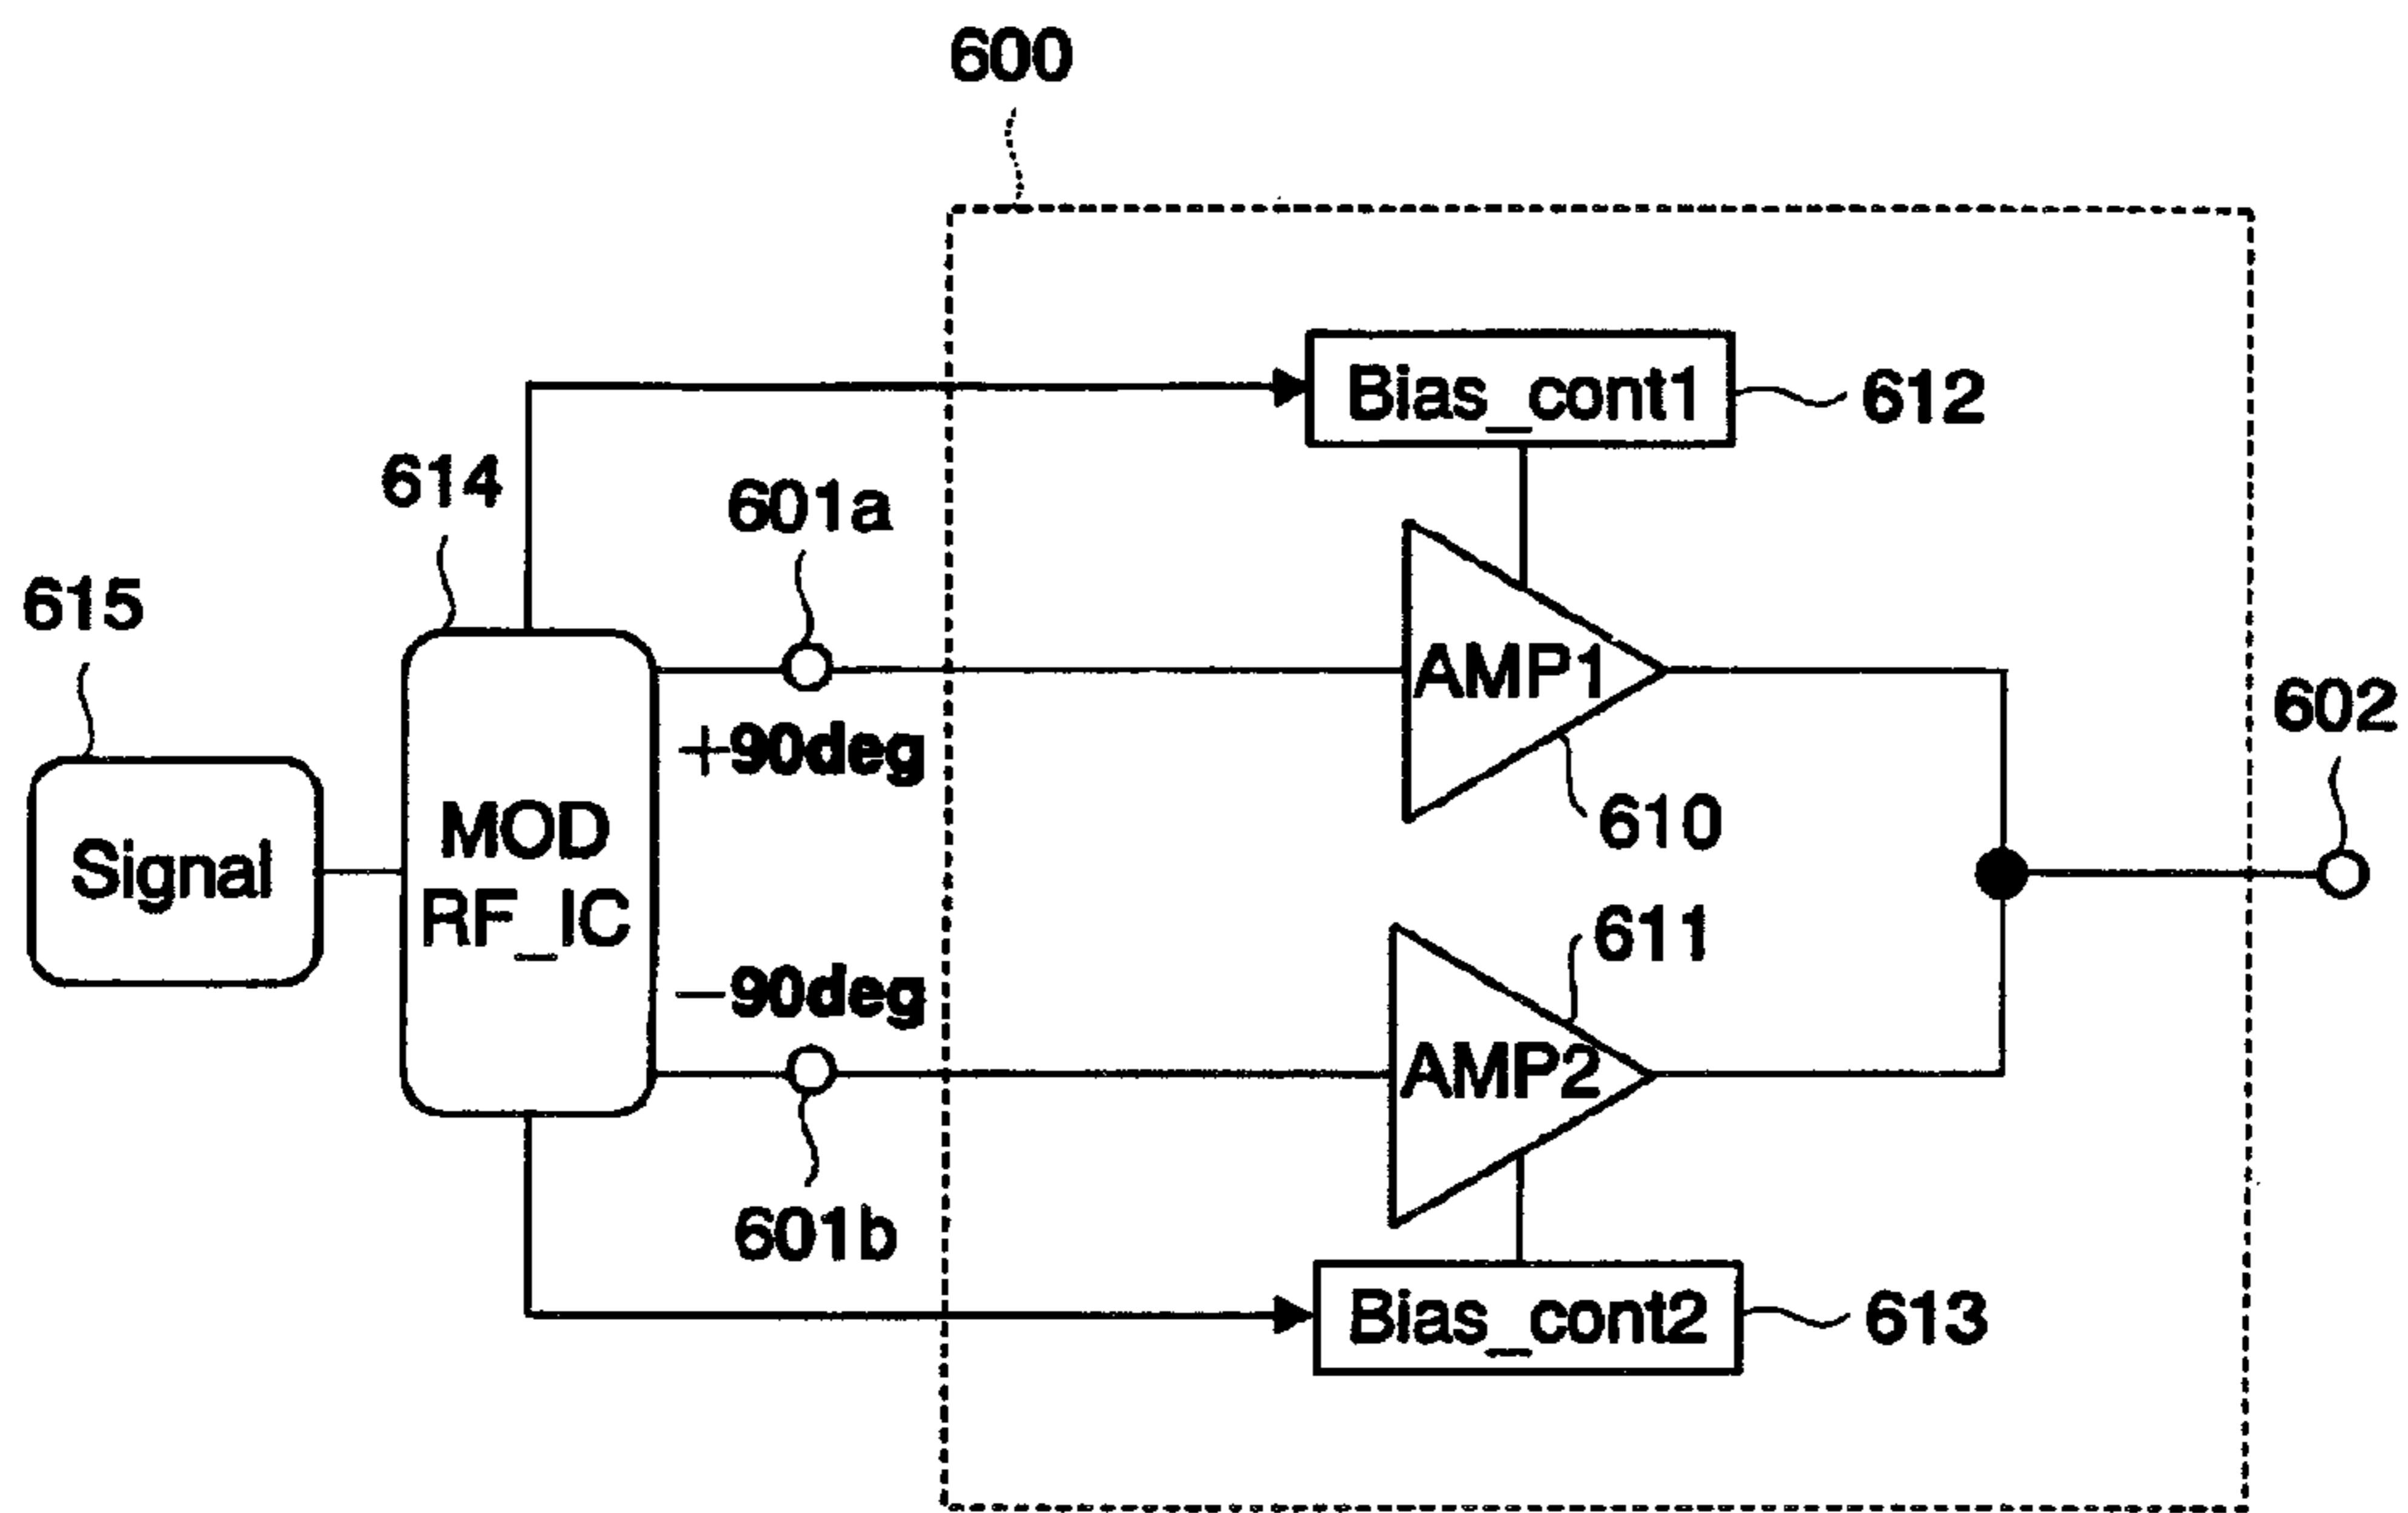 600
Bias_cont1
612
614
601a
615
AMP1
602
+90deg
610
MOD
RF_IC
Signal
611
−90deg
AMP2
601b
Bias_cont2
613